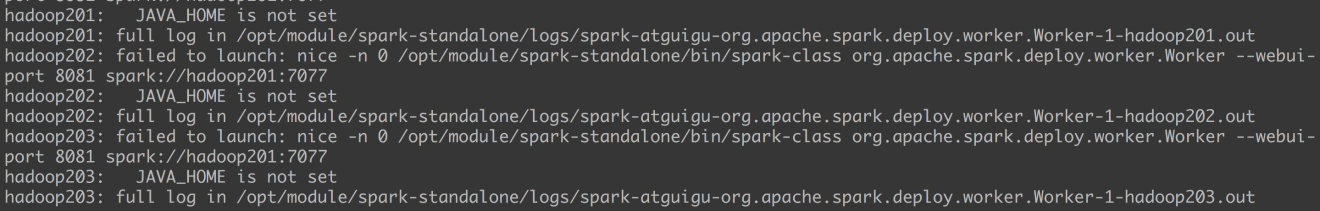 port 8081 spark://hadoop201:7077
hadoop201:   JAVA_HOME is not set
hadoop201: full log in /opt/module/spark-standalone/logs/spark-atguigu-org.apache.spark.deploy.worker.Worker-1-hadoop201.out
hadoop202: failed to launch: nice -n 0 /opt/module/spark-standalone/bin/spark-class org.apache.spark.deploy.worker.Worker --webui-
port 8081 spark://hadoop201:7077
hadoop202:   JAVA_HOME is not set
hadoop202: full log in /opt/module/spark-standalone/logs/spark-atguigu-org.apache.spark.deploy.worker.Worker-1-hadoop202.out
hadoop203: failed to launch: nice -n 0 /opt/module/spark-standalone/bin/spark-class org.apache.spark.deploy.worker.Worker --webui-
port 8081 spark://hadoop201:7077
hadoop203:   JAVA_HOME is not set
hadoop203: full log in /opt/module/spark-standalone/logs/spark-atguigu-org.apache.spark.deploy.worker.Worker-1-hadoop203.out